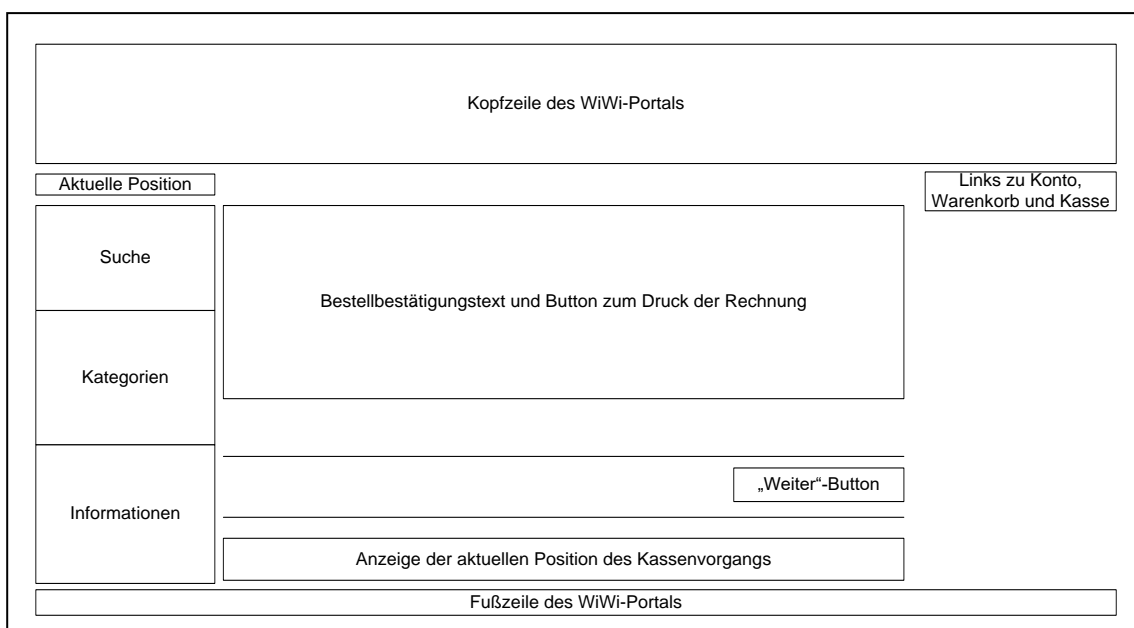 Kopfzeile des WiWi-Portals
Aktuelle Position
Links zu Konto,
Warenkorb und Kasse
Suche
Bestellbestätigungstext und Button zum Druck der Rechnung
Kategorien
Informationen
„Weiter“-Button
Anzeige der aktuellen Position des Kassenvorgangs
Fußzeile des WiWi-Portals